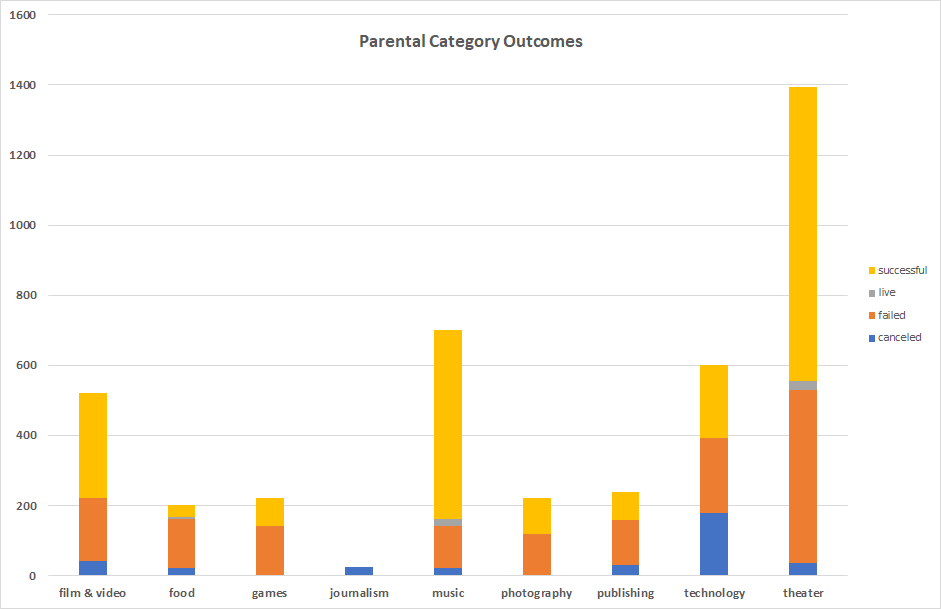 Parental Category Outcomes
1600
1400
1200
1000
800
600
400
200
0
film & video food games journalism music photography publishing technology theater
successful
live
failed
canceled